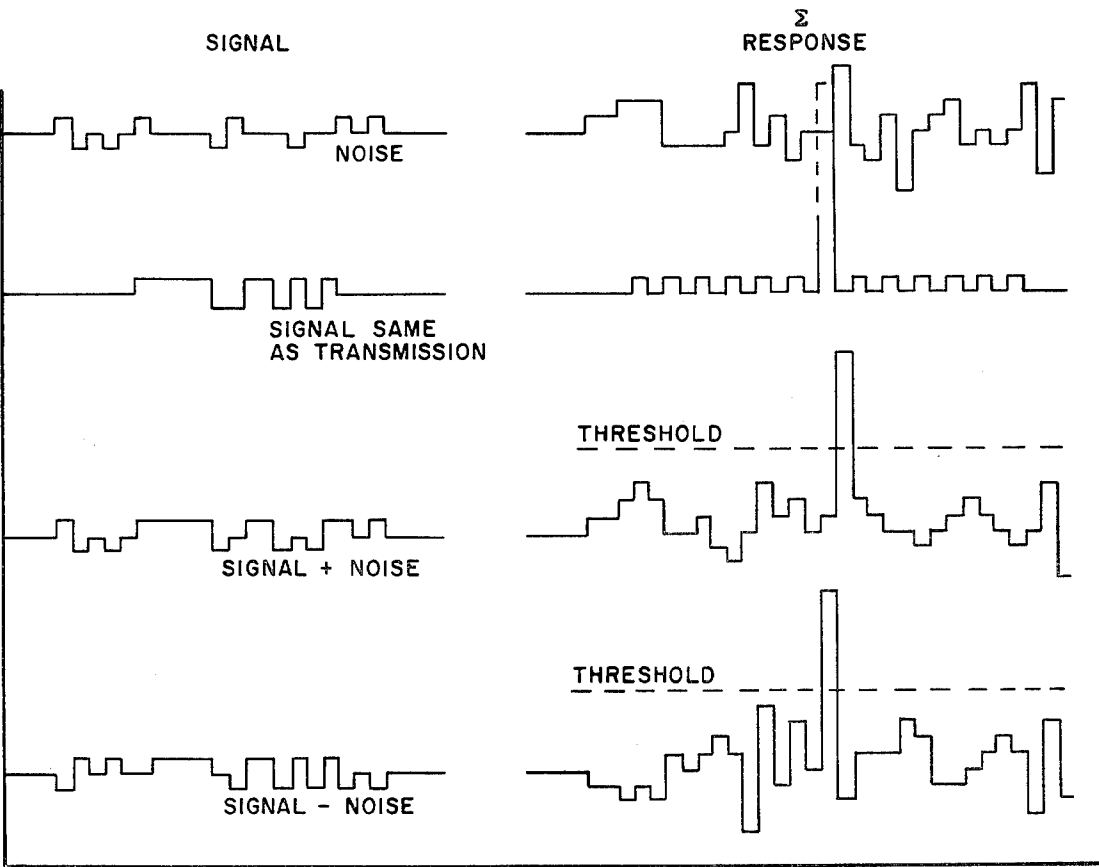 SIGNAL
Σ
RESPONSE
NOISE
SIGNAL SAME
AS TRANSMISSION
THRESHOLD
SIGNAL + NOISE
THRESHOLD
SIGNAL - NOISE